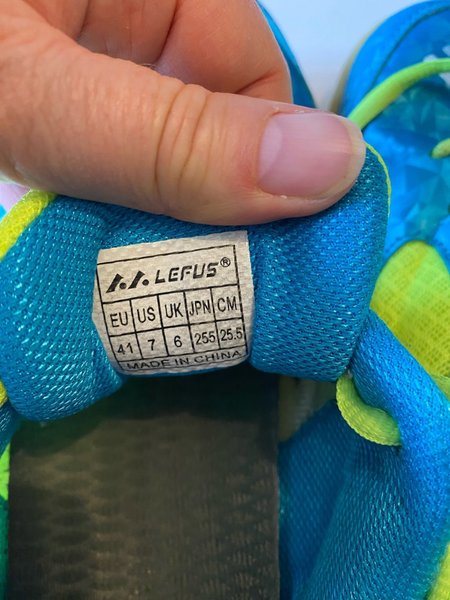 LEFUS®
EU US UK JPN CM
41 7 6 255 25.5
MADE IN CHINA